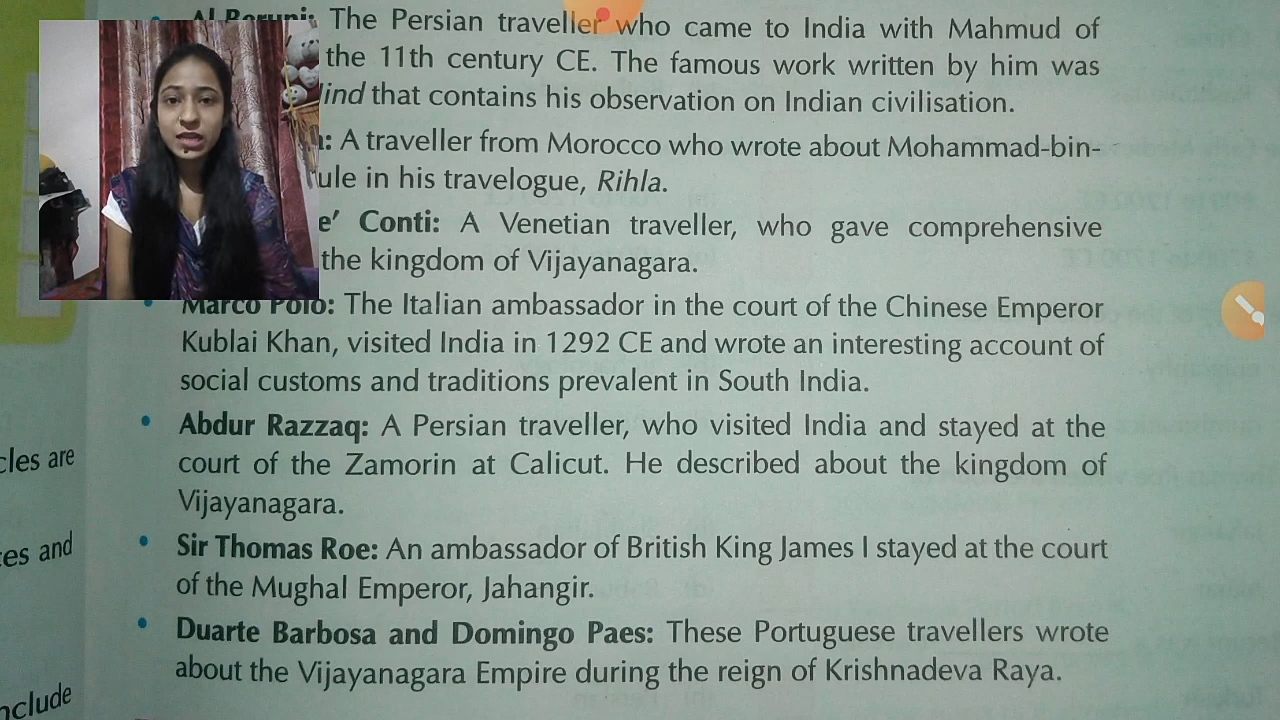 Al Beruni: The Persian traveller who came to India with Mahmud of
the 11th century CE. The famous work written by him was
that contains his observation on Indian civilisation.
A traveller from Morocco who wrote about Mohammad-bin-
in his travelogue, Rihla.
e’ Conti: A Venetian traveller, who gave comprehensive
the kingdom of Vijayanagara.
• Marco Polo: The Italian ambassador in the court of the Chinese Emperor
Kublai Khan, visited India in 1292 CE and wrote an interesting account of
social customs and traditions prevalent in South India.
• Abdur Razzaq: A Persian traveller, who visited India and stayed at the
court of the Zamorin at Calicut. He described about the kingdom of
Vijayanagara.
• Sir Thomas Roe: An ambassador of British King James I stayed at the court
of the Mughal Emperor, Jahangir.
• Duarte Barbosa and Domingo Paes: These Portuguese travellers wrote
about the Vijayanagara Empire during the reign of Krishnadeva Raya.
cles are
and
nclude